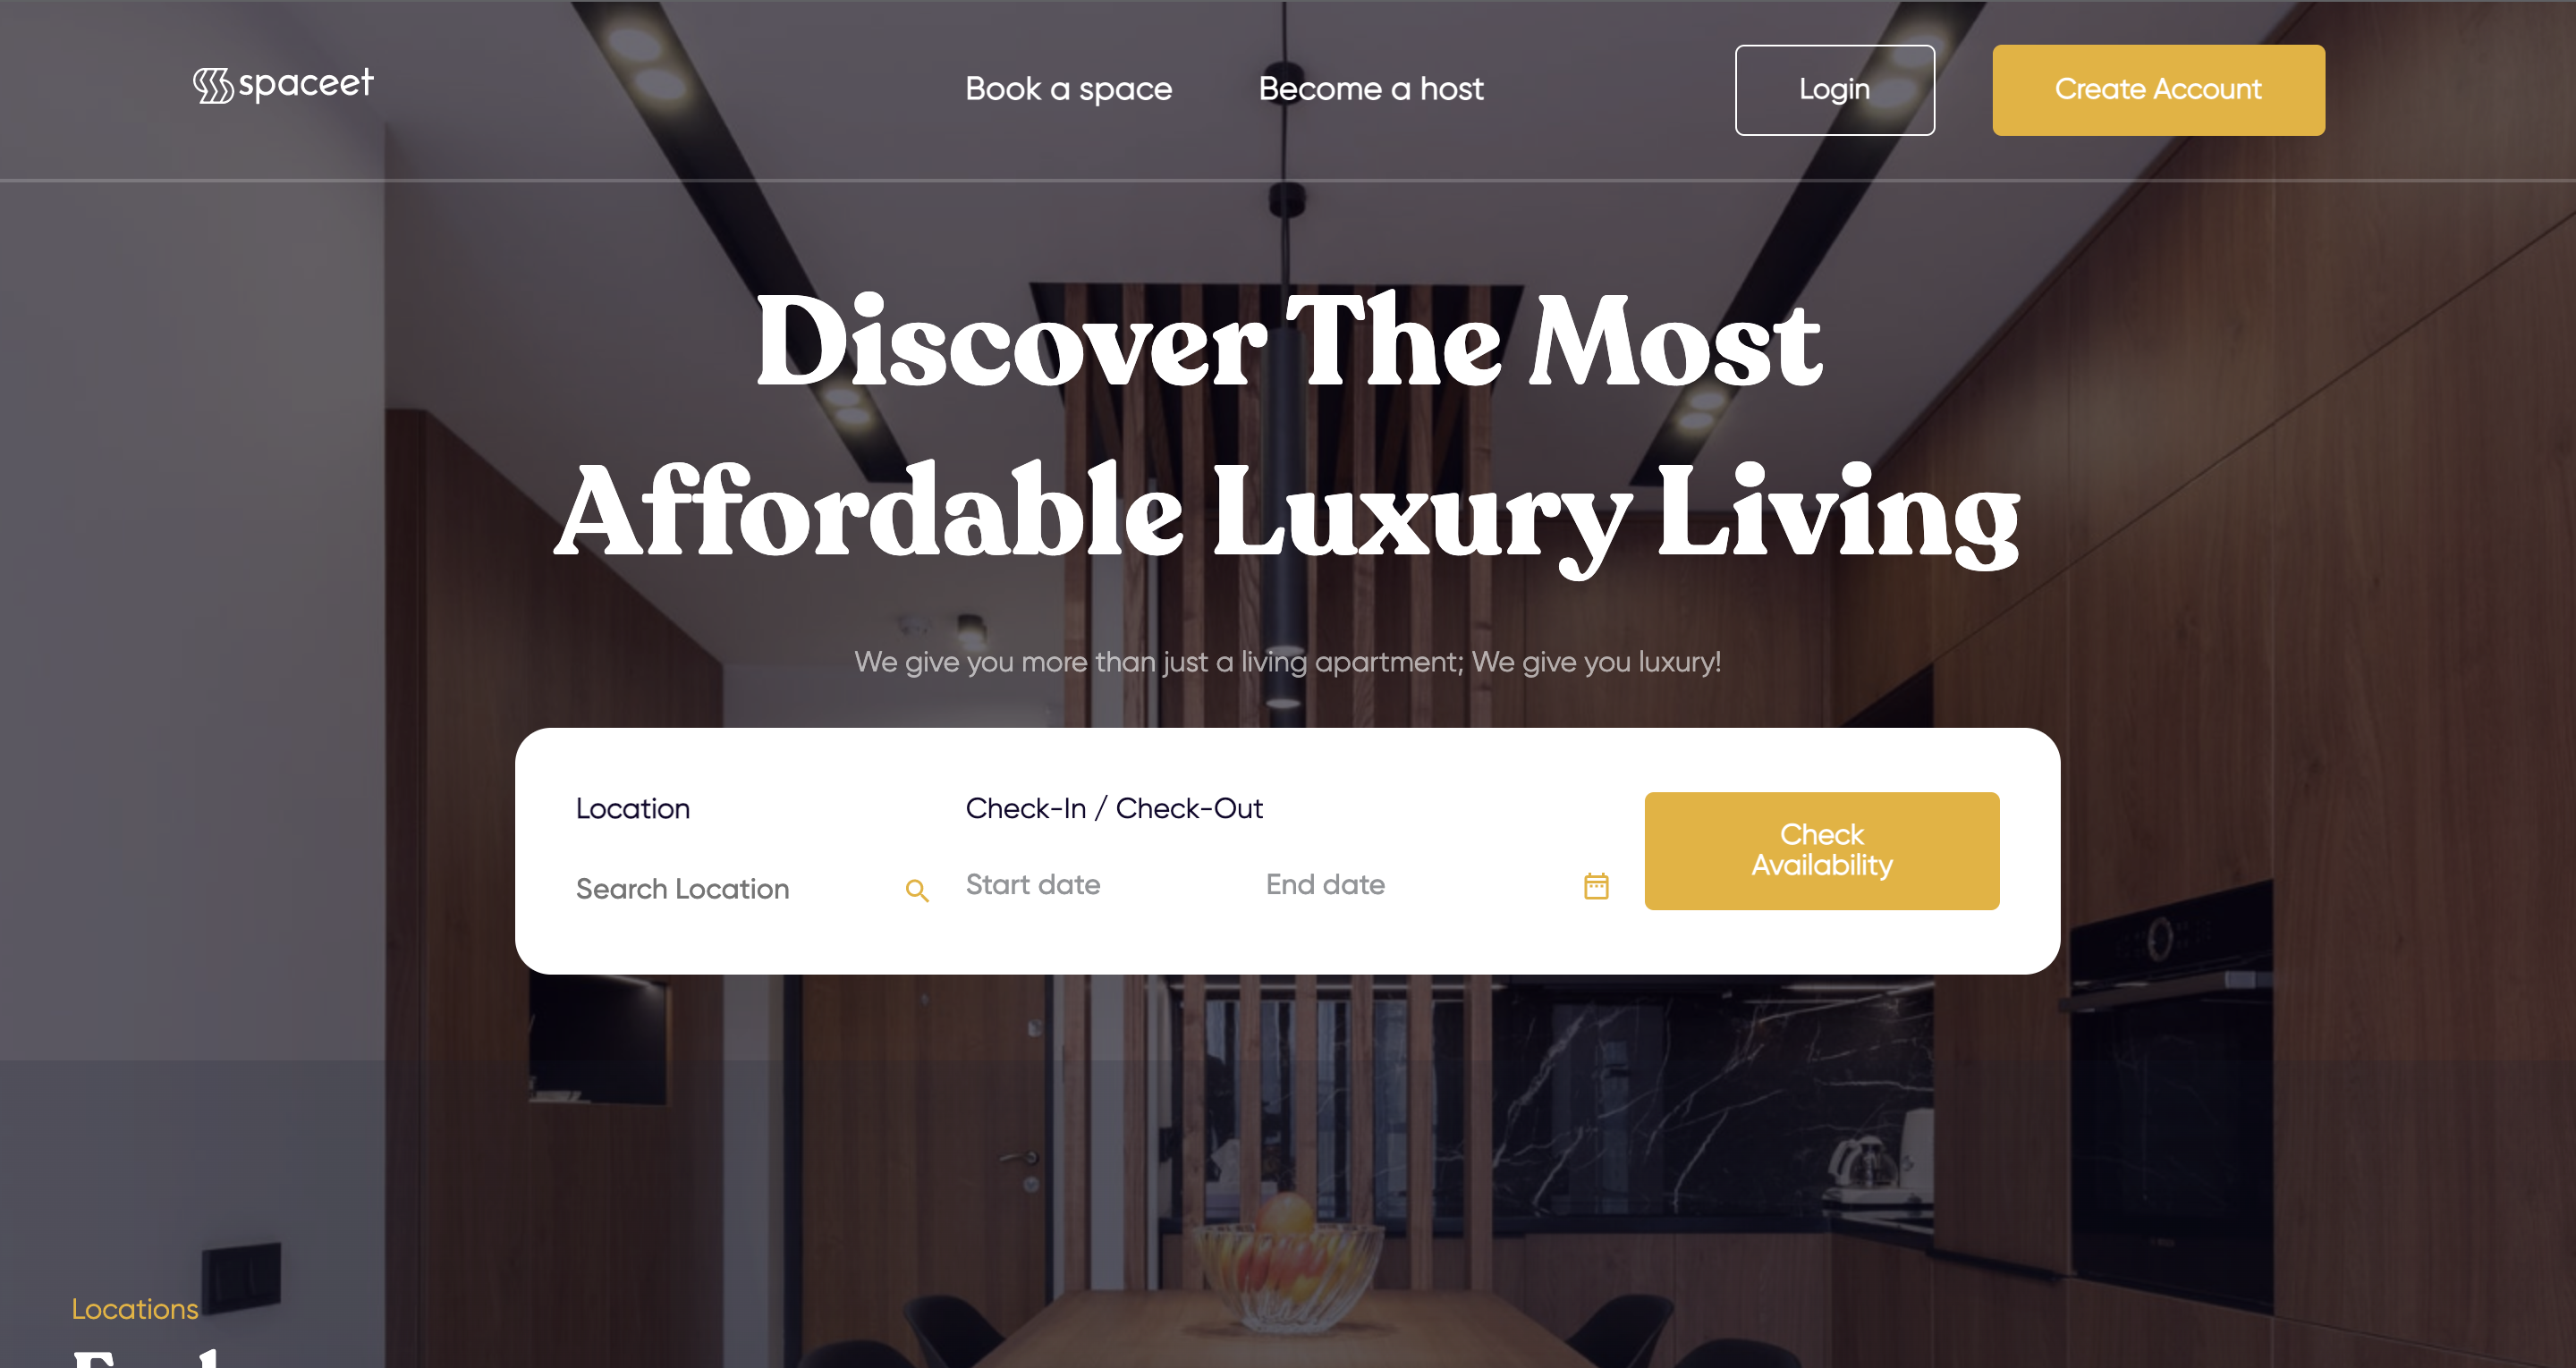 spaceet
Book a space
Become a host
Login
Create Account
Discover The Most
Affordable Luxury Living
We give you more than just a living apartment; We give you luxury!
Location
Check-In / Check-Out
Search Location
Start date
End date
Check
Availability
Locations